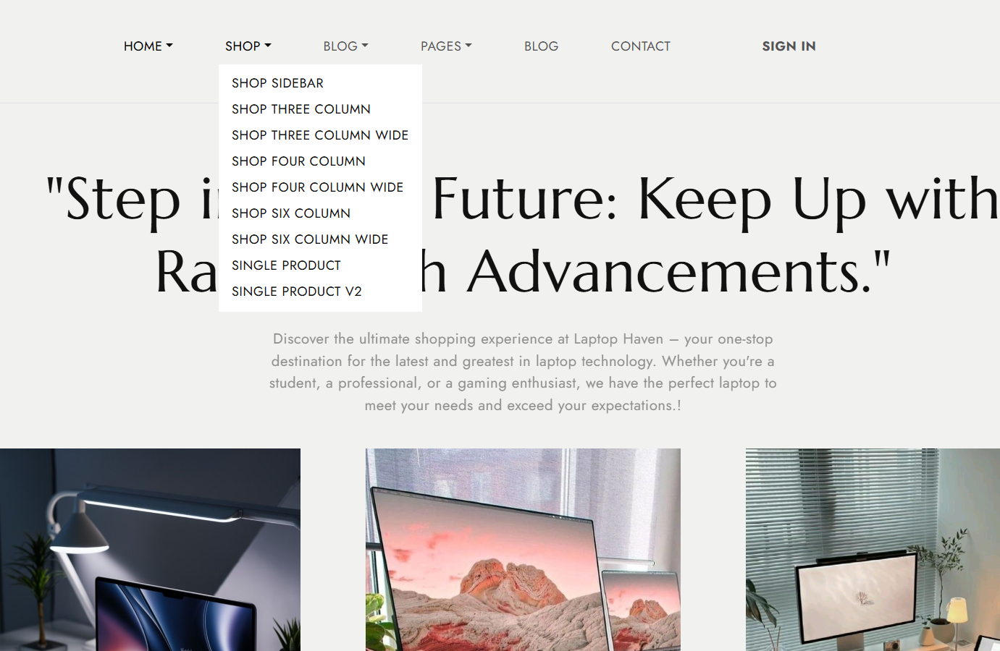 HOME
SHOP
BLOG
PAGES
BLOG
CONTACT
SIGN IN
SHOP SIDEBAR
SHOP THREE COLUMN
SHOP THREE COLUMN WIDE
SHOP FOUR COLUMN
SHOP FOUR COLUMN WIDE
SHOP SIX COLUMN
SHOP SIX COLUMN WIDE
SINGLE PRODUCT
SINGLE PRODUCT V2
"Step Future: Keep Up with
Advancements."
Discover the ultimate shopping experience at Laptop Haven – your one-stop
destination for the latest and greatest in laptop technology. Whether you're a
student, a professional, or a gaming enthusiast, we have the perfect laptop to
meet your needs and exceed your expectations.!